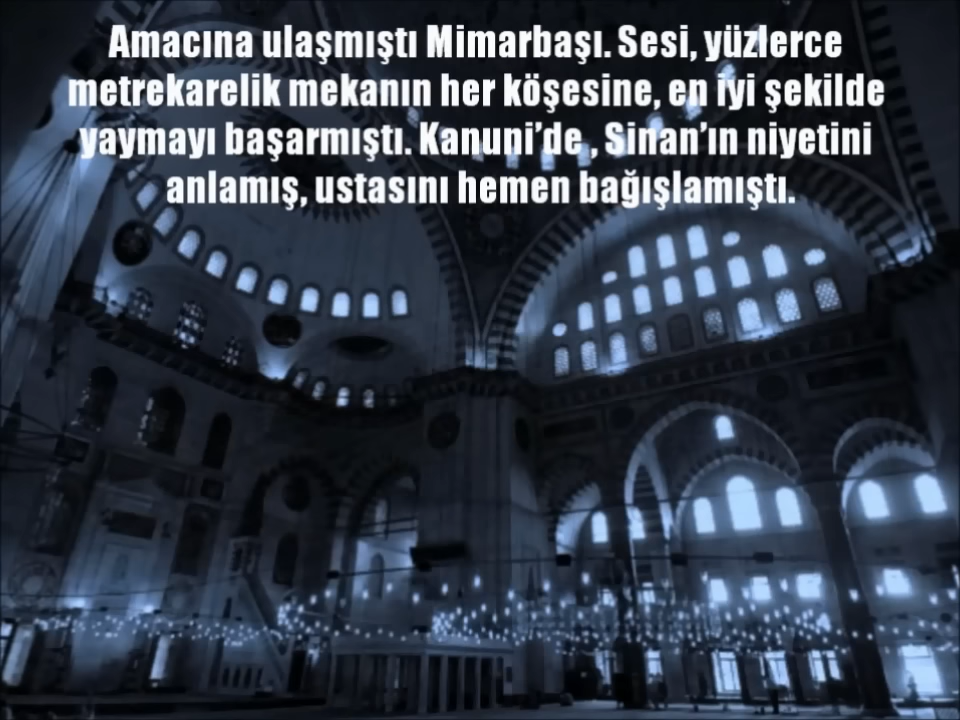 Amacına ulaşmıştı Mimarbaşı. Sesi, yüzlerce
metrekarelik mekanın her köşesine, en iyi şekilde
yaymayı başarmıştı. Kanuni’de , Sinan’ın niyetini
anlamış, ustasını hemen bağışlamıştı.